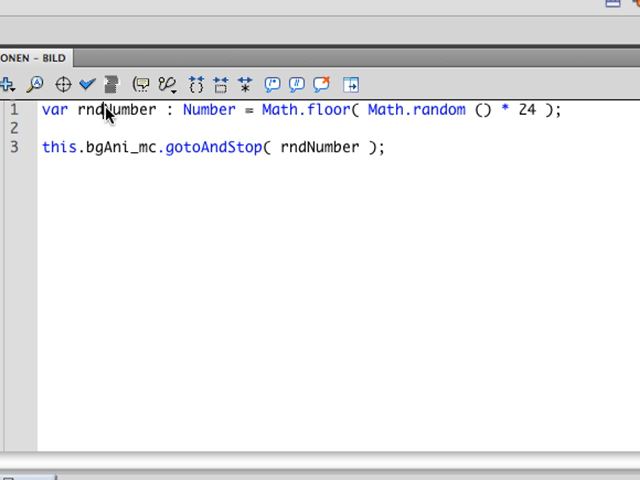 ONEN – BILD
1 var rndNumber : Number = Math.floor( Math.random () * 24 );
2
3 this.bgAni_mc.gotoAndStop( rndNumber );